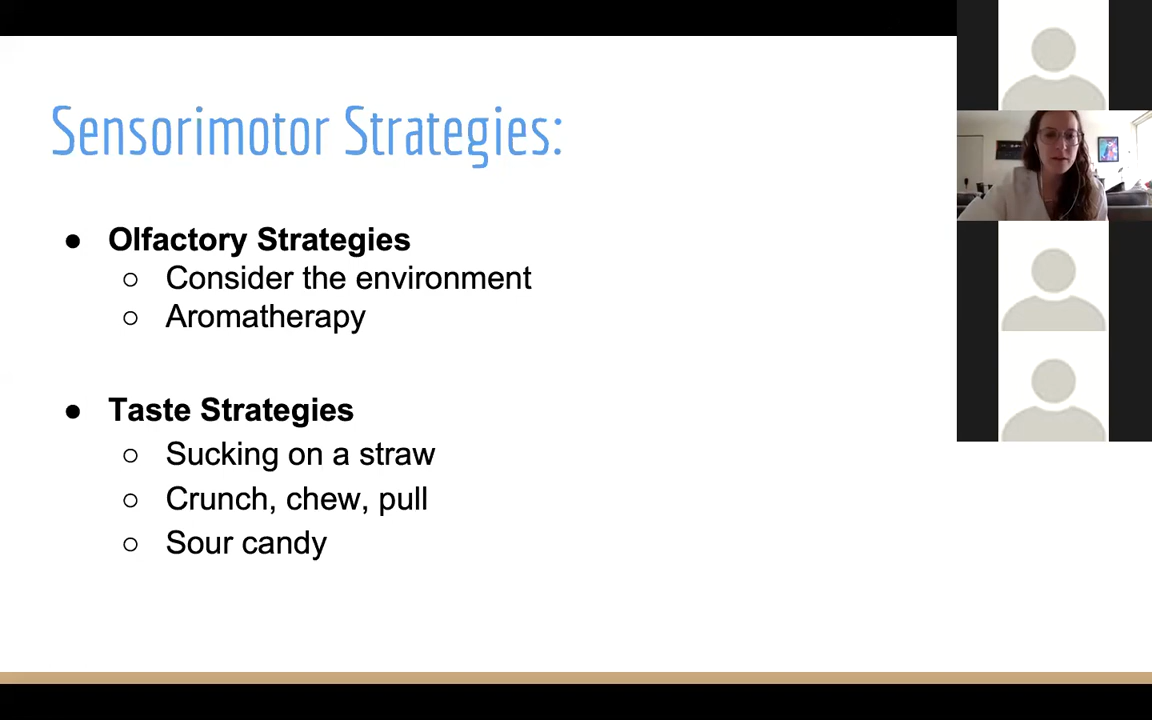 Sensorimotor Strategies:
● Olfactory Strategies
○ Consider the environment
○ Aromatherapy
● Taste Strategies
○ Sucking on a straw
○ Crunch, chew, pull
○ Sour candy